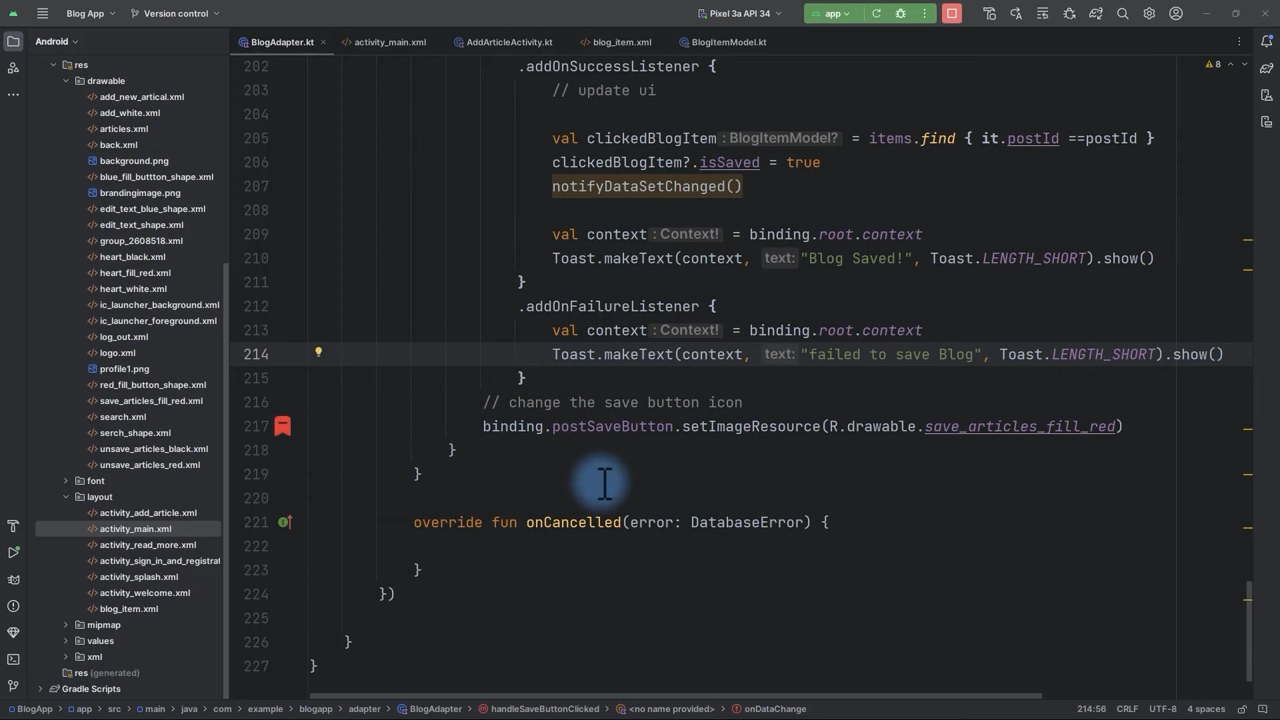 Blog App
Version control
Pixel 3a API 34
app
Android
BlogAdapter.kt
activity_main.xml
AddArticleActivity.kt
blog_item.xml
BlogItemModel.kt
res
drawable
add_new_artical.xml
add_white.xml
articles.xml
back.xml
background.png
blue_fill_buttton_shape.xml
brandingimage.png
edit_text_blue_shape.xml
edit_text_shape.xml
group_2608518.xml
heart_black.xml
heart_fill_red.xml
heart_white.xml
ic_launcher_background.xml
ic_launcher_foreground.xml
log_out.xml
logo.xml
profile1.png
red_fill_button_shape.xml
save_articles_fill_red.xml
search.xml
serch_shape.xml
unsave_articles_black.xml
unsave_articles_red.xml
font
layout
activity_add_article.xml
activity_main.xml
activity_read_more.xml
activity_sign_in_and_registrat
activity_splash.xml
activity_welcome.xml
blog_item.xml
mipmap
values
xml
res (generated)
Gradle Scripts
8
202 .addOnSuccessListener {
203 // update ui
204
205 val clickedBlogItem : BlogItemModel? = items.find { it.postId ==postId }
206 clickedBlogItem?.isSaved = true
207 notifyDataSetChanged()
208
209 val context : Context! = binding.root.context
210 Toast.makeText(context, text: "Blog Saved!", Toast.LENGTH_SHORT).show()
211 }
212 .addOnFailureListener {
213 val context : Context! = binding.root.context
214 Toast.makeText(context, text: "failed to save Blog", Toast.LENGTH_SHORT).show()
215 }
216 // change the save button icon
217 binding.postSaveButton.setImageResource(R.drawable.save_articles_fill_red)
218 }
219 }
220
221 override fun onCancelled(error: DatabaseError) {
222
223 }
224 })
225
226 }
227 }
BlogApp > app > src > main > java > com > example > blogapp > adapter > BlogAdapter > handleSaveButtonClicked > <no name provided> > onDataChange
214:56 CRLF UTF-8 4 spaces